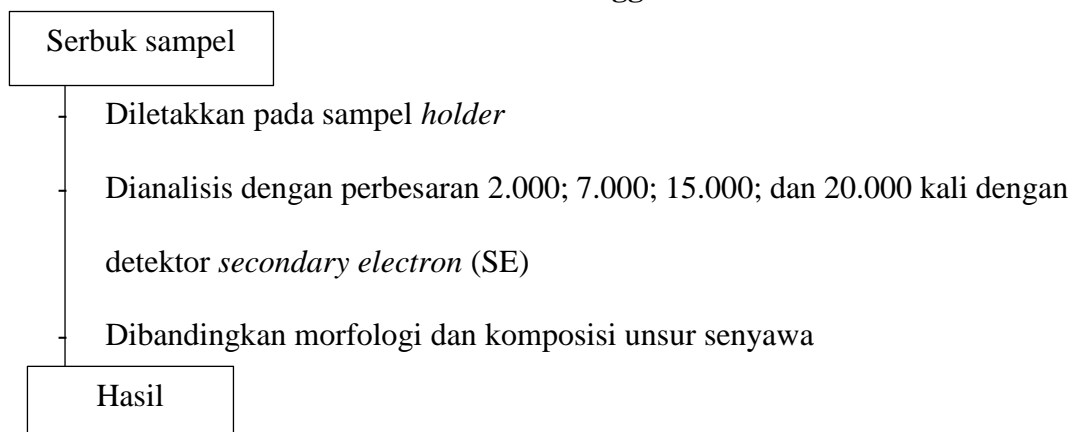 Serbuk sampel
- Diletakkan pada sampel holder
- Dianalisis dengan perbesaran 2.000; 7.000; 15.000; dan 20.000 kali dengan
detektor secondary electron (SE)
- Dibandingkan morfologi dan komposisi unsur senyawa
Hasil